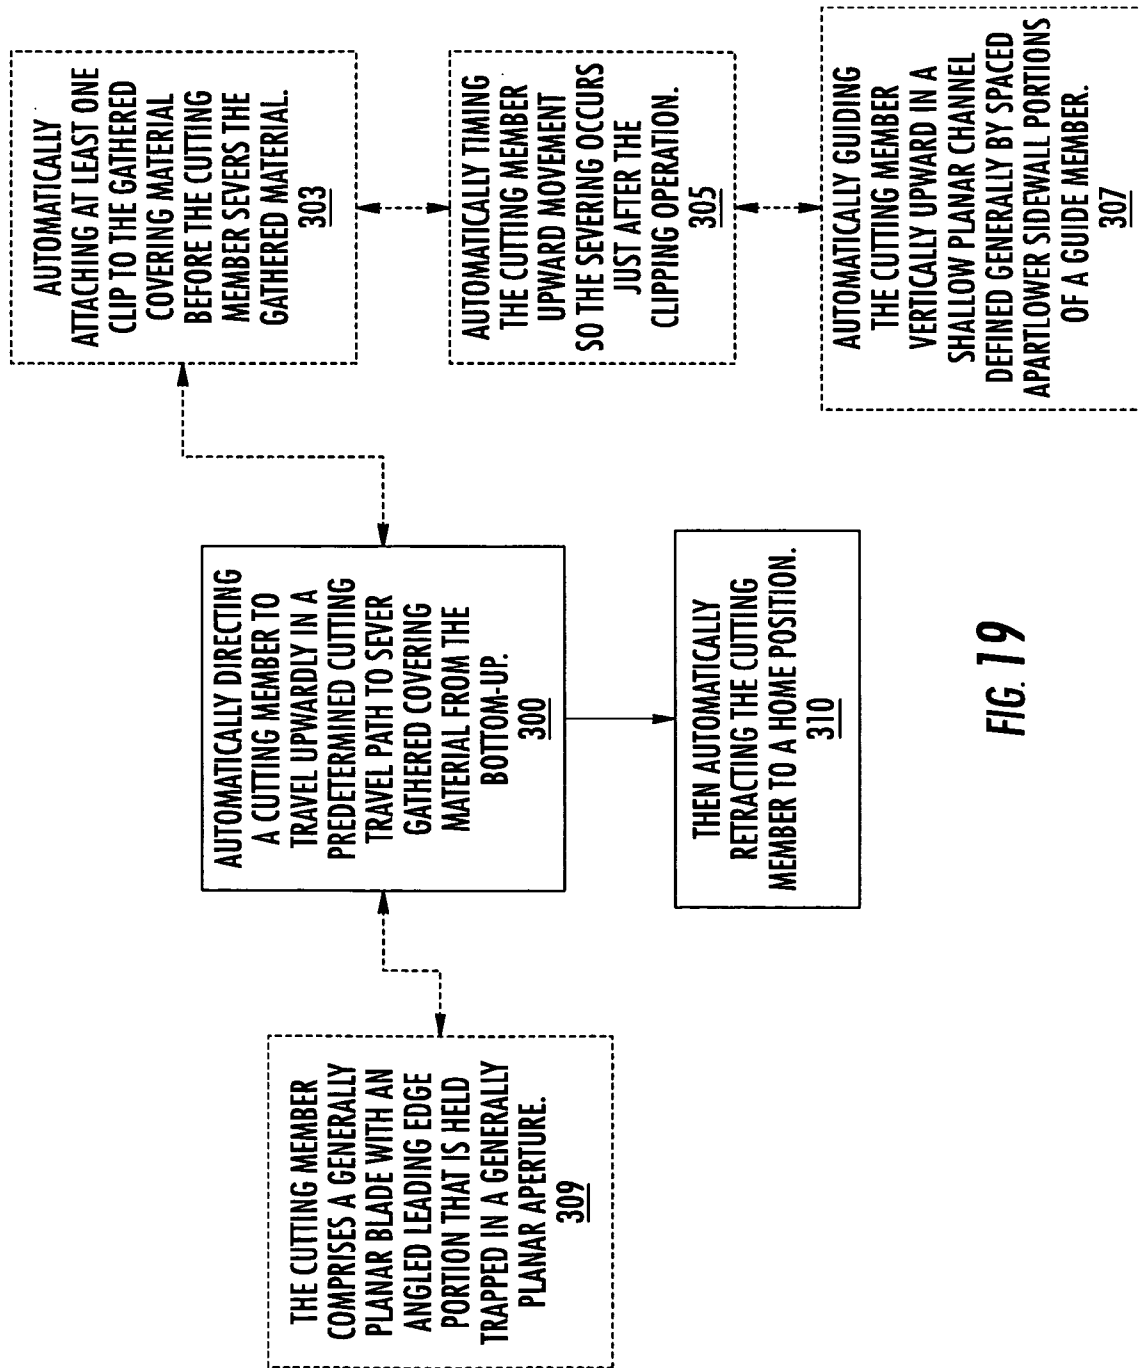 THE CUTTING MEMBER
COMPRISES A GENERALLY
PLANAR BLADE WITH AN
ANGLED LEADING EDGE
PORTION THAT IS HELD
TRAPPED IN A GENERALLY
PLANAR APERTURE.
309
AUTOMATICALLY DIRECTING
A CUTTING MEMBER TO
TRAVEL UPWARDLY IN A
PREDETERMINED CUTTING
TRAVEL PATH TO SEVER
GATHERED COVERING
MATERIAL FROM THE
BOTTOM-UP.
300
THEN AUTOMATICALLY
RETRACTING THE CUTTING
MEMBER TO A HOME POSITION.
310
AUTOMATICALLY
ATTACHING AT LEAST ONE
CLIP TO THE GATHERED
COVERING MATERIAL
BEFORE THE CUTTING
MEMBER SEVERS THE
GATHERED MATERIAL.
303
AUTOMATICALLY TIMING
THE CUTTING MEMBER
UPWARD MOVEMENT
SO THE SEVERING OCCURS
JUST AFTER THE
CLIPPING OPERATION.
305
AUTOMATICALLY GUIDING
THE CUTTING MEMBER
VERTICALLY UPWARD IN A
SHALLOW PLANAR CHANNEL
DEFINED GENERALLY BY SPACED
APARTLOWER SIDEWALL PORTIONS
OF A GUIDE MEMBER.
307
FIG. 19